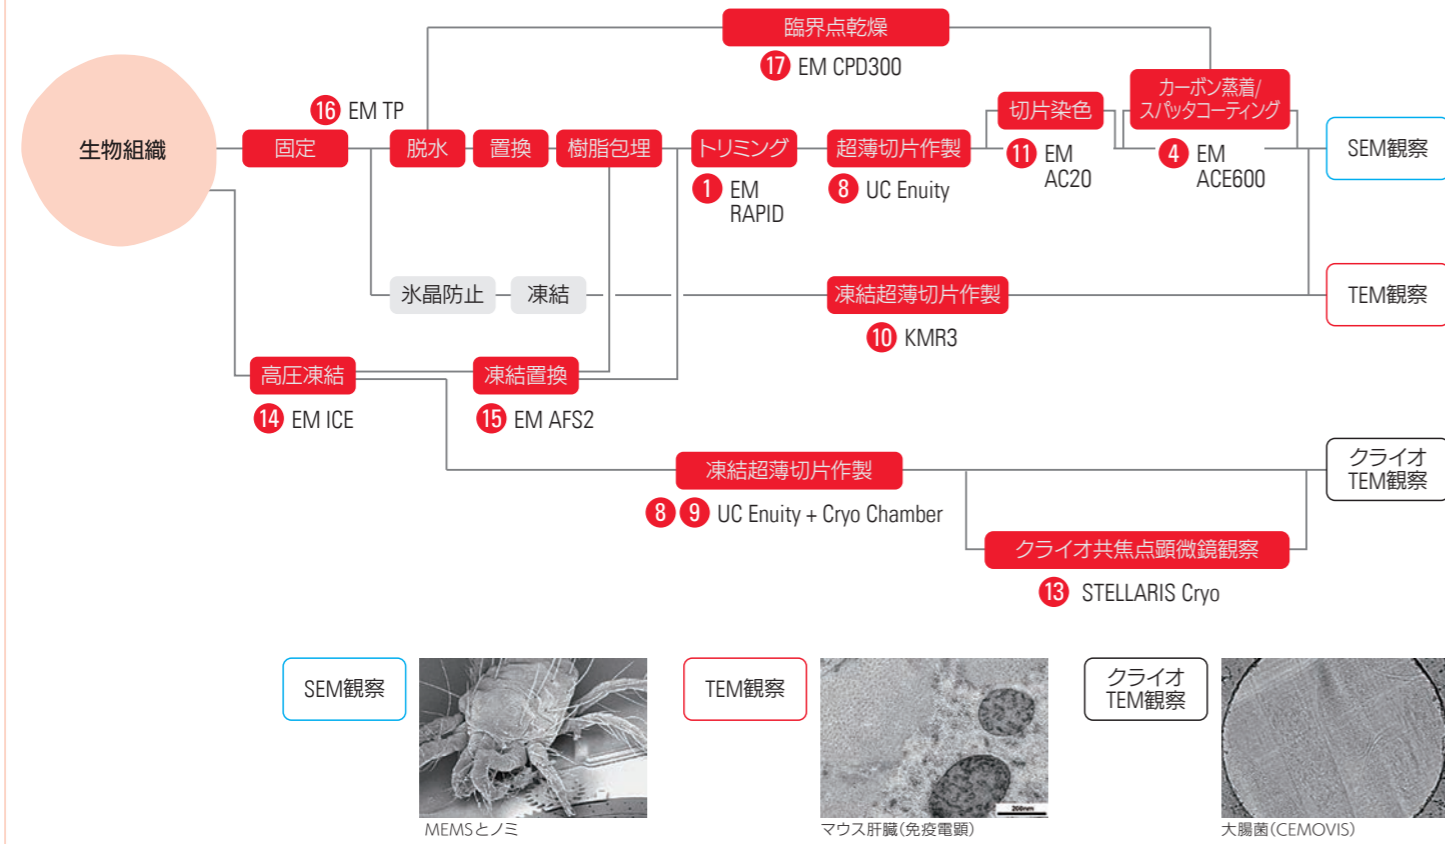 臨界点乾燥
17 EM CPD300
生物組織
16 EM TP
固定
脱水
置換
樹脂包埋
トリミング
1 EM
RAPID
超薄切片作製
8 UC Enuity
切片染色
11 EM
AC20
カーボン蒸着/
スパッタコーティング
4 EM
ACE600
SEM観察
氷晶防止
凍結
凍結超薄切片作製
10 KMR3
TEM観察
高圧凍結
14 EM ICE
凍結置換
15 EM AFS2
凍結超薄切片作製
8 9 UC Enuity + Cryo Chamber
クライオ
TEM観察
クライオ共焦点顕微鏡観察
13 STELLARIS Cryo
SEM観察
MEMSとノミ
TEM観察
200nm
マウス肝臓(免疫電顕)
クライオ
TEM観察
大腸菌(CEMOVIS)